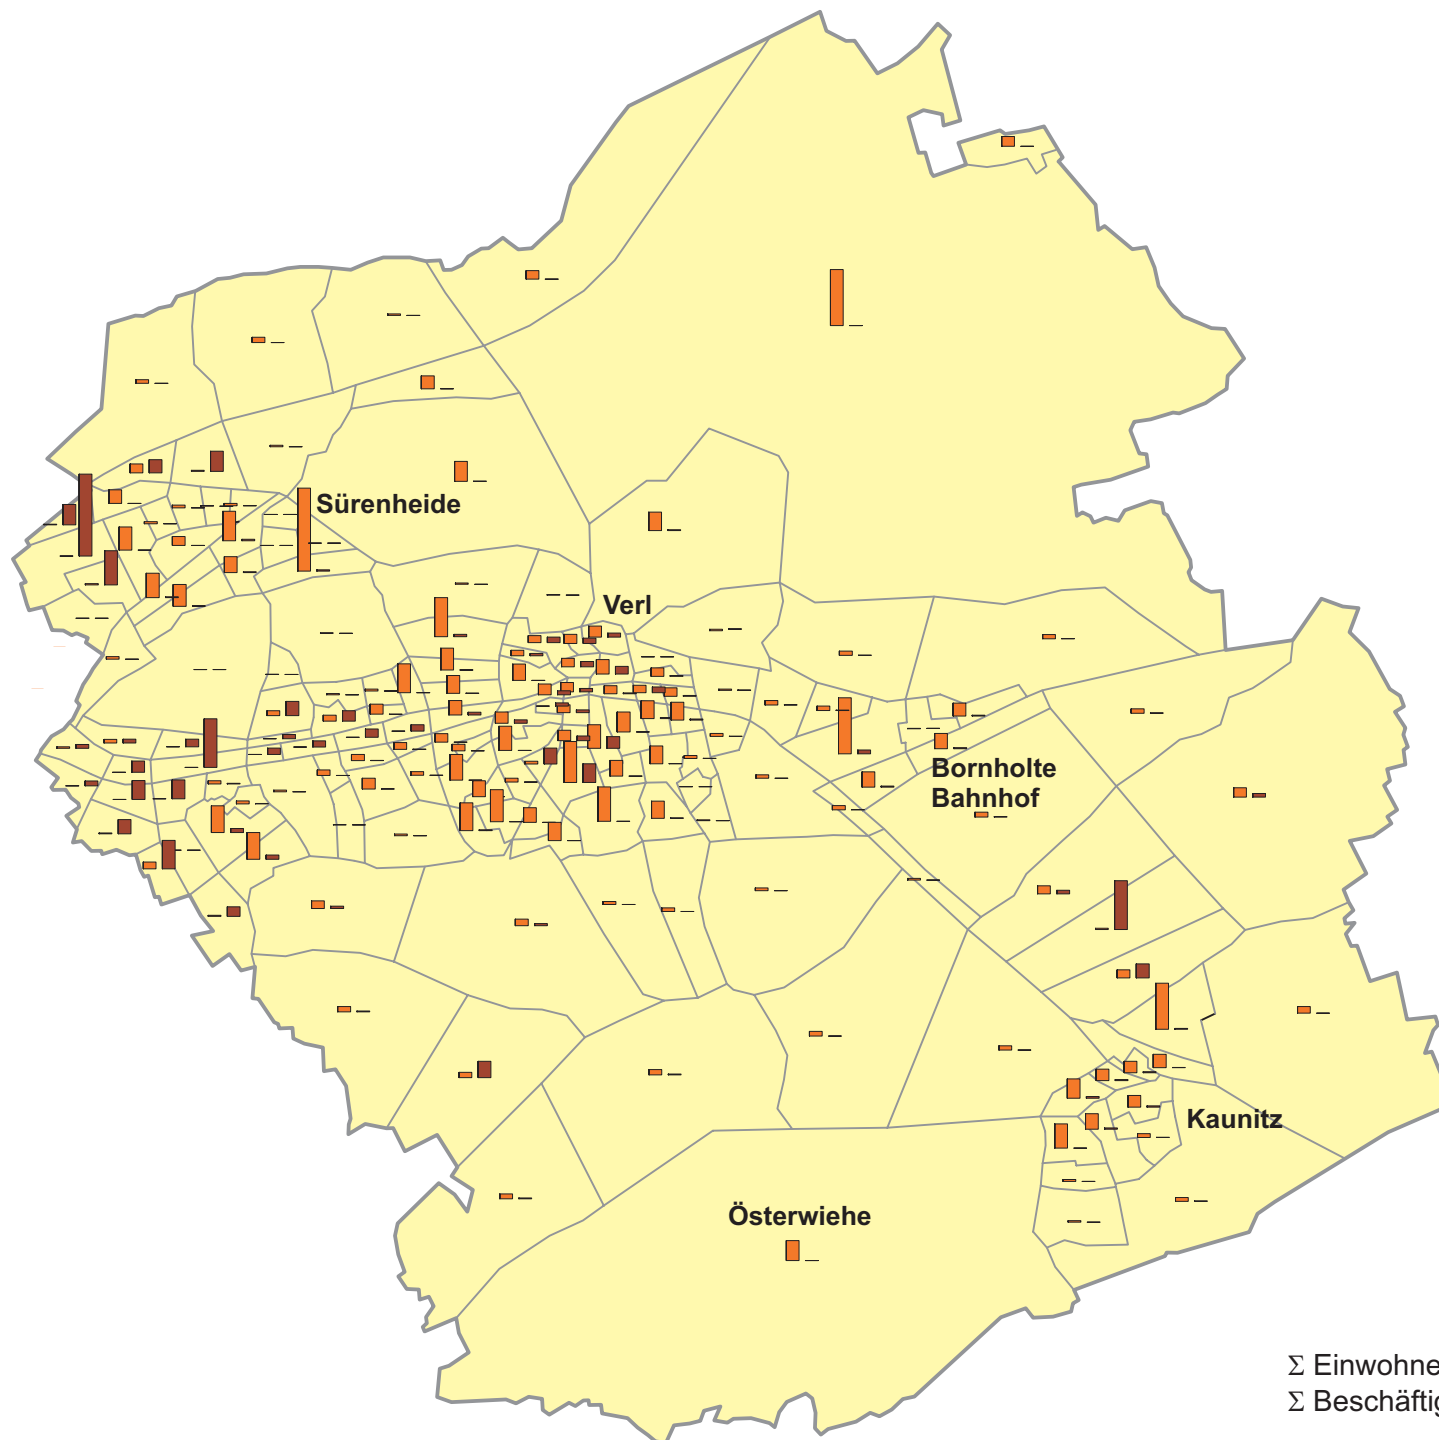 Sürenheide
Verl
Bornholte
Bahnhof
Kaunitz
Österwiehe
Σ Einwohne
Σ Beschäftig